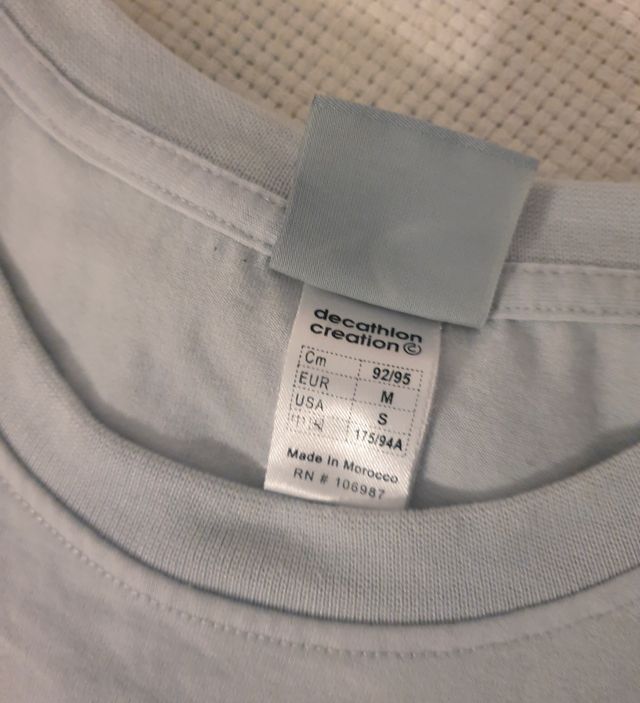 decathlon
creation ©
Cm 92/95
EUR M
USA S
175/94A
Made In Morocco
RN # 106987